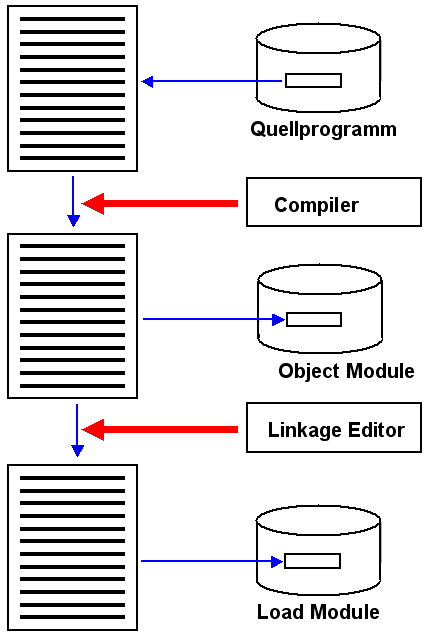 Quellprogramm
Compiler
Object Module
Linkage Editor
Load Module